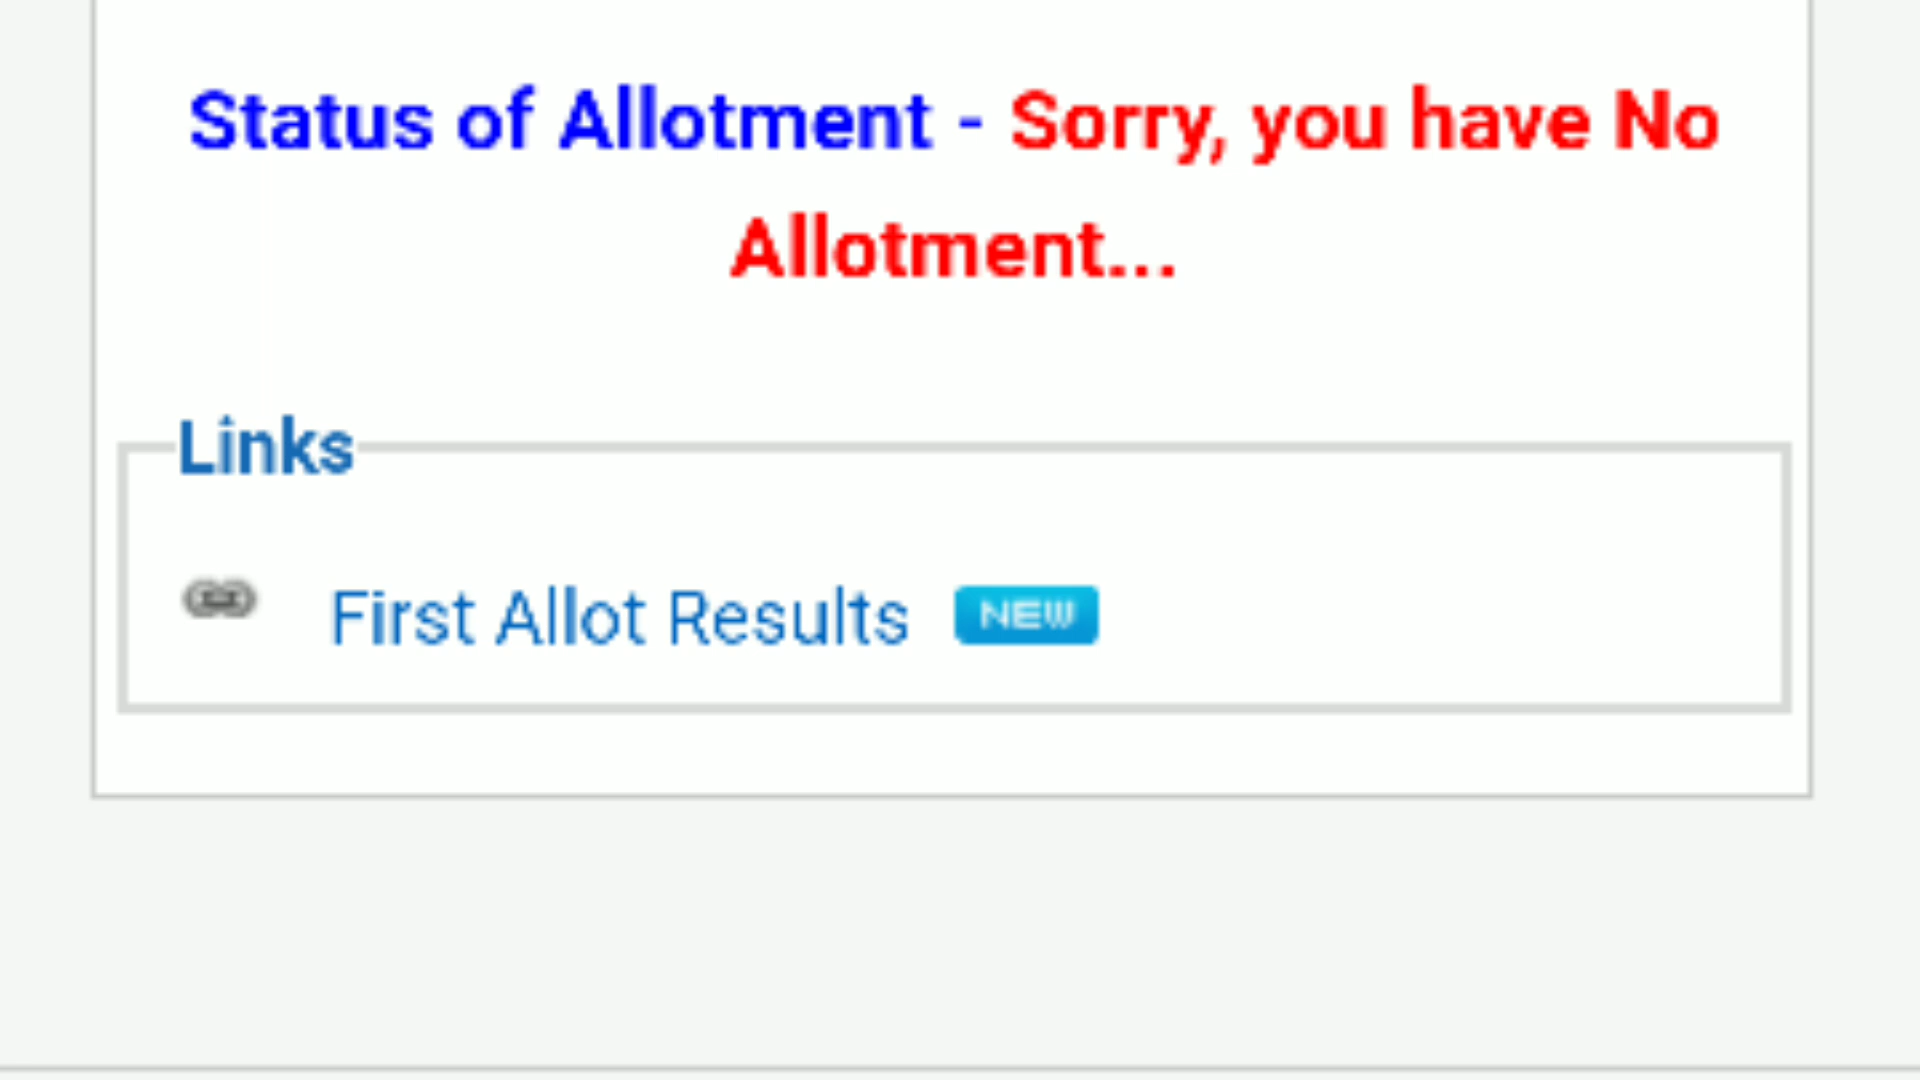 Status of Allotment - Sorry, you have No
Allotment...
Links
First Allot Results NEW